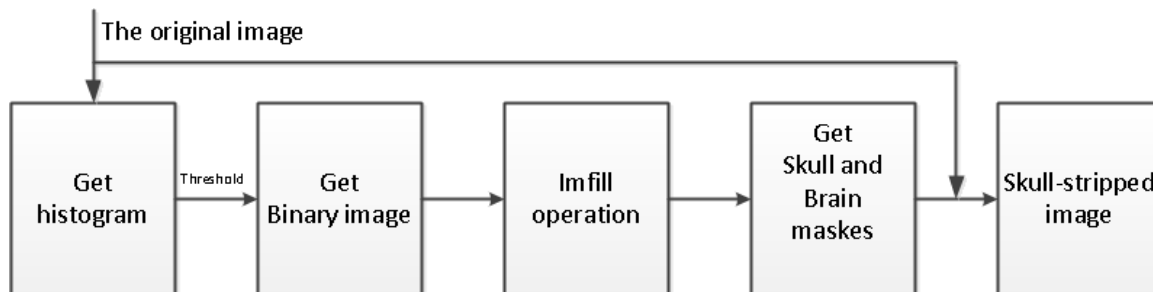 The original image
Get
histogram
Threshold
Get
Binary image
Imfill
operation
Get
Skull and
Brain
maskes
Skull-stripped
image